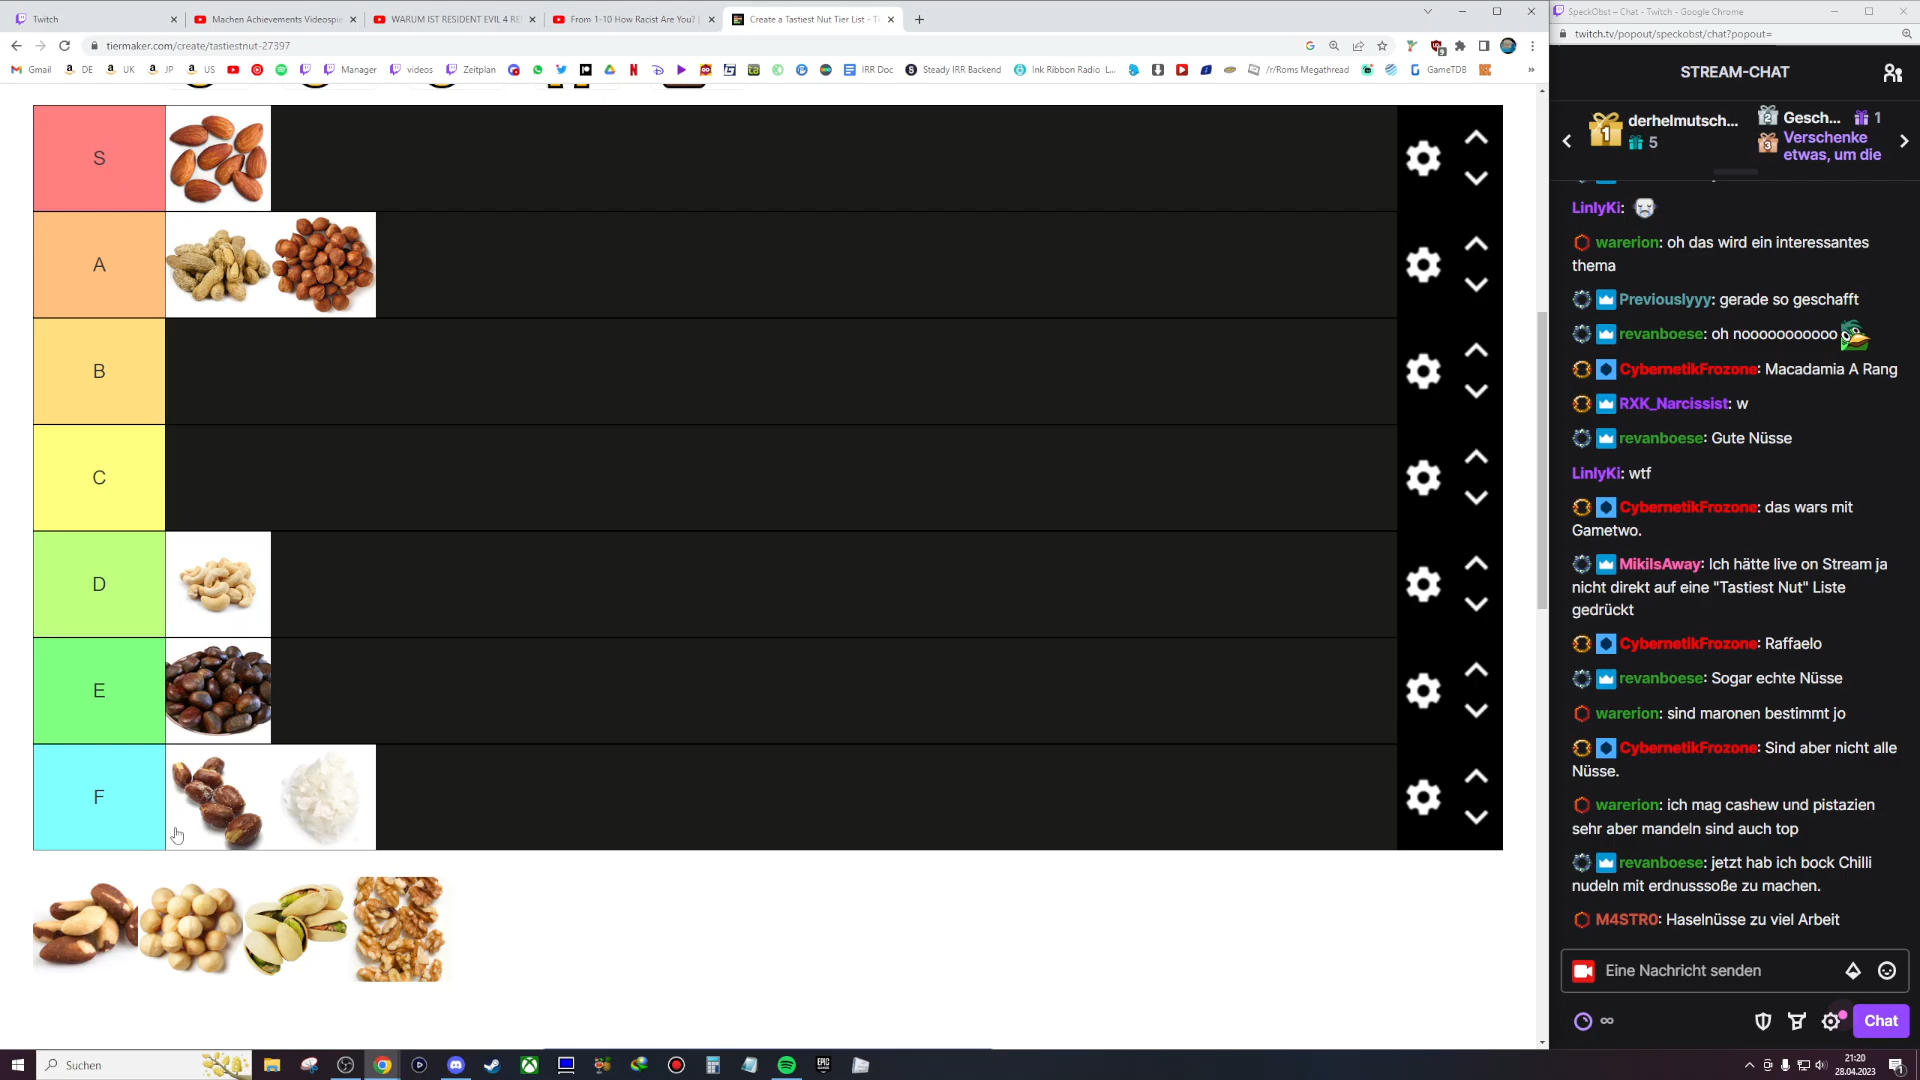 Twitch
Machen Achievements Videospie
WARUM IST RESIDENT EVIL 4 RE
From 1-10 How Racist Are You? |
Create a Tastiest Nut Tier List - Ti
SpeckObst – Chat - Twitch - Google Chrome
tiermaker.com/create/tastiestnut-27397
twitch.tv/popout/speckobst/chat?popout=
Gmail
DE
UK
JP
US
Manager
videos
Zeitplan
IRR Doc
Steady IRR Backend
Ink Ribbon Radio L...
/r/Roms Megathread
GameTDB
STREAM-CHAT
derhelmutsch...
5
Gesch...
1
Verschenke
etwas, um die
S
A
B
C
D
E
F
LinlyKi:
warerion: oh das wird ein interessantes
thema
Previouslyyy: gerade so geschafft
revanboese: oh nooooooooooo
CybernetikFrozone: Macadamia A Rang
RXK_Narcissist: w
revanboese: Gute Nüsse
LinlyKi: wtf
CybernetikFrozone: das wars mit
Gametwo.
MikiIsAway: Ich hätte live on Stream ja
nicht direkt auf eine "Tastiest Nut" Liste
gedrückt
CybernetikFrozone: Raffaelo
revanboese: Sogar echte Nüsse
warerion: sind maronen bestimmt jo
CybernetikFrozone: Sind aber nicht alle
Nüsse.
warerion: ich mag cashew und pistazien
sehr aber mandeln sind auch top
revanboese: jetzt hab ich bock Chilli
nudeln mit erdnusssoße zu machen.
M4STR0: Haselnüsse zu viel Arbeit
Eine Nachricht senden
Chat
Suchen
21:20
28.04.2023